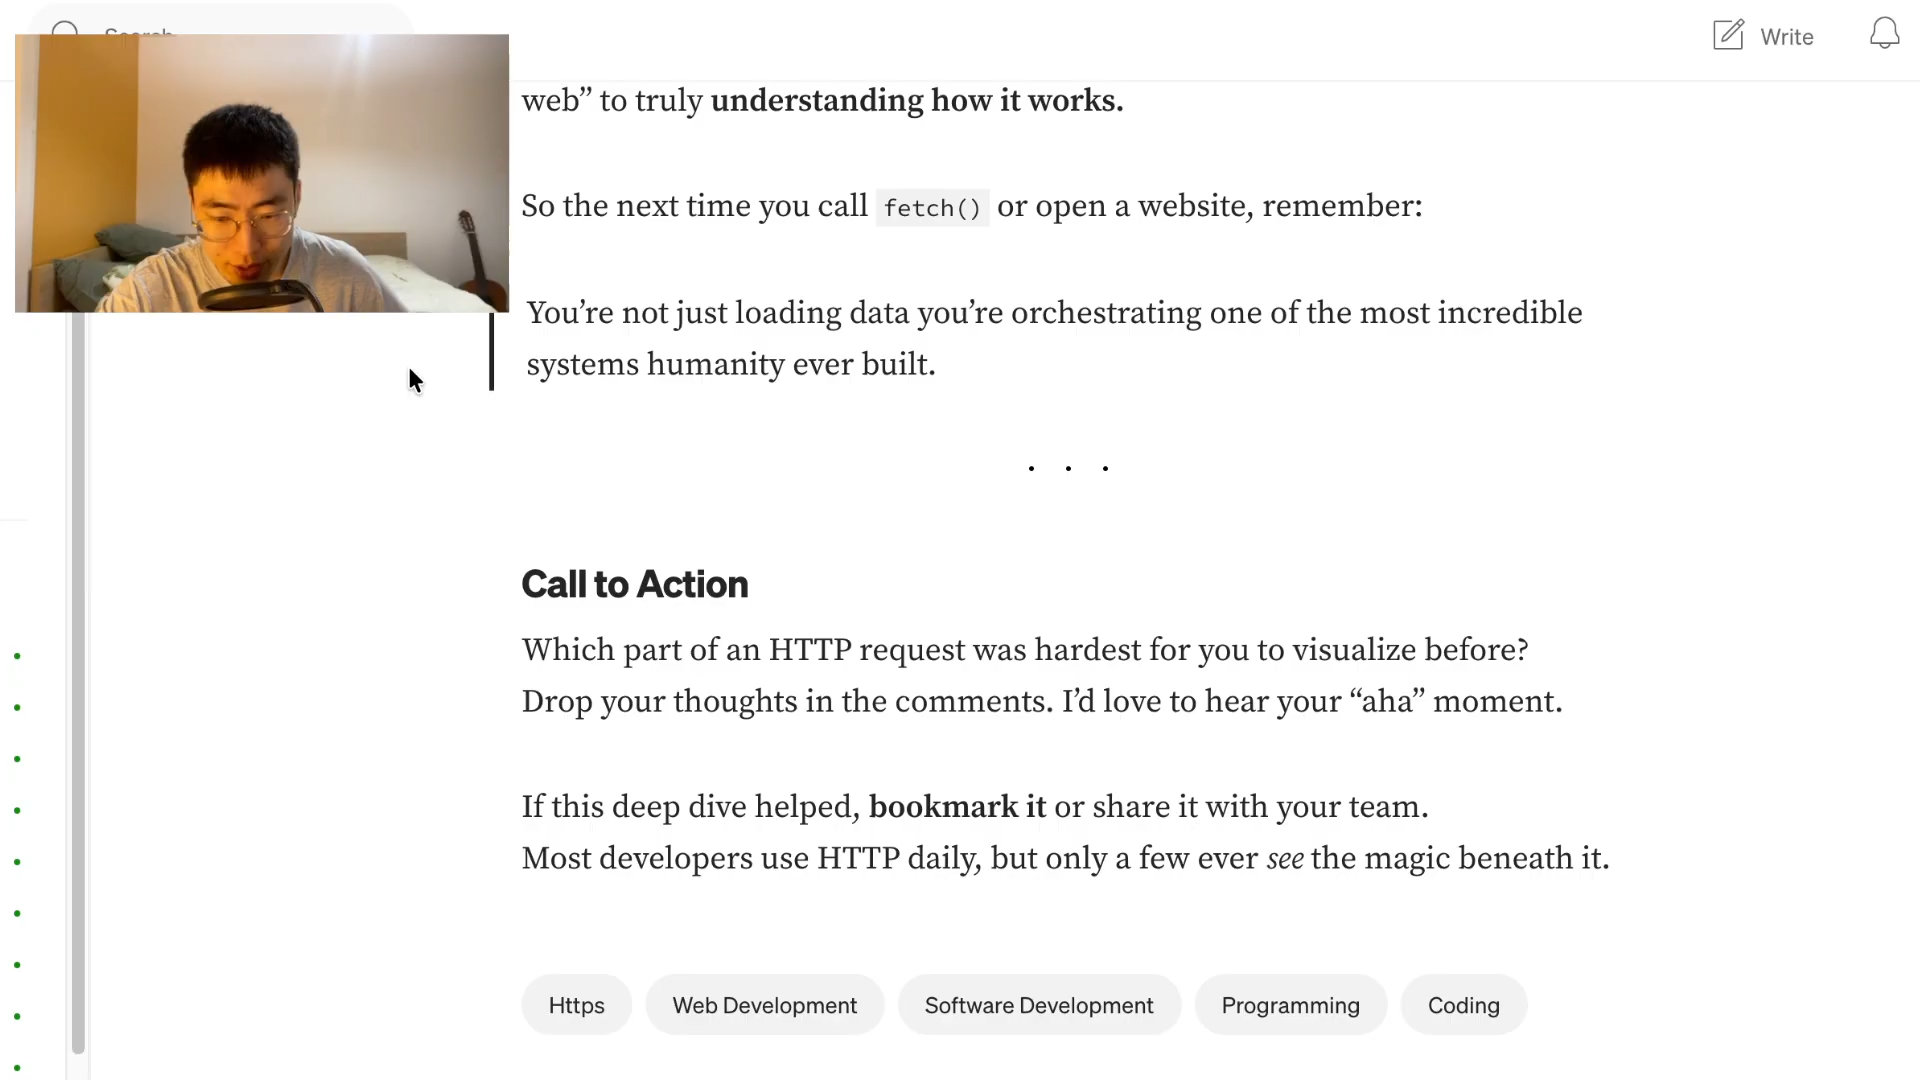 Write
web” to truly understanding how it works.
So the next time you call fetch() or open a website, remember:
You’re not just loading data you’re orchestrating one of the most incredible
systems humanity ever built.
. . .
Call to Action
Which part of an HTTP request was hardest for you to visualize before?
Drop your thoughts in the comments. I’d love to hear your “aha” moment.
If this deep dive helped, bookmark it or share it with your team.
Most developers use HTTP daily, but only a few ever see the magic beneath it.
Https
Web Development
Software Development
Programming
Coding